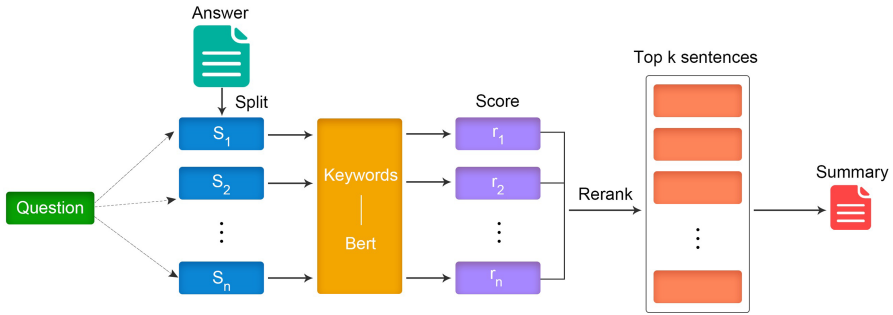 Answer
Split
Score
Top k sentences
S1
r1
Keywords
Bert
S2
r2
Summary
Question
Rerank
Sn
rn